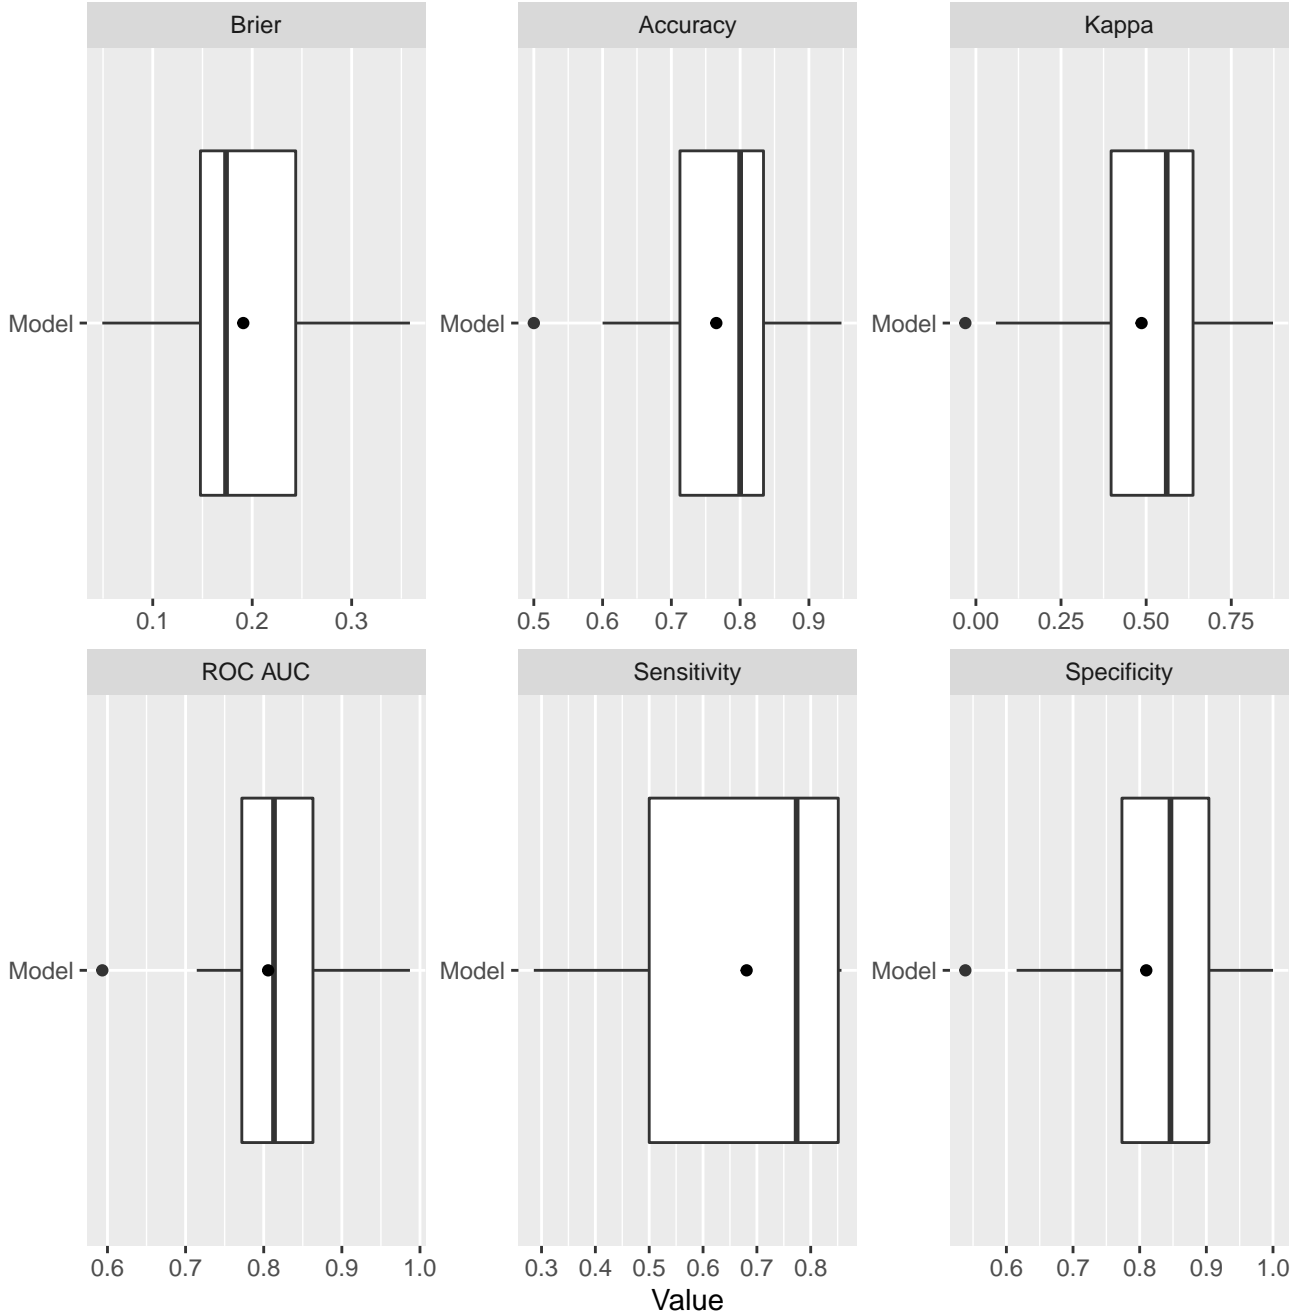 Brier Accuracy Kappa
Model Model Model
0.1 0.2 0.3 0.5 0.6 0.7 0.8 0.9 0.00 0.25 0.50 0.75
ROC AUC Sensitivity Specificity
Model Model Model
0.6 0.7 0.8 0.9 1.0 0.3 0.4 0.5 0.6 0.7 0.8 0.6 0.7 0.8 0.9 1.0
Value